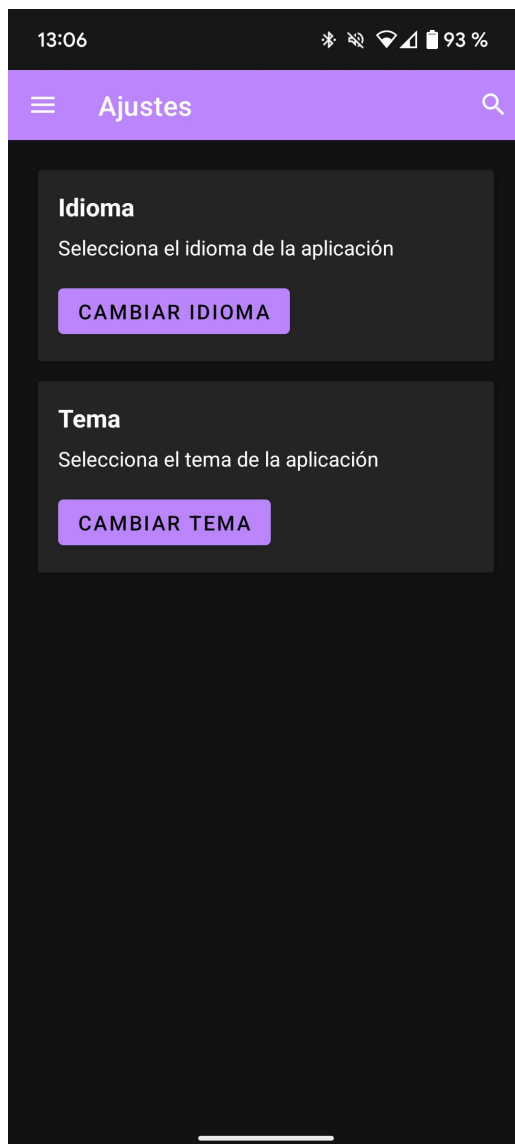 13:06
93 %
Ajustes
Idioma
Selecciona el idioma de la aplicación
CAMBIAR IDIOMA
Tema
Selecciona el tema de la aplicación
CAMBIAR TEMA